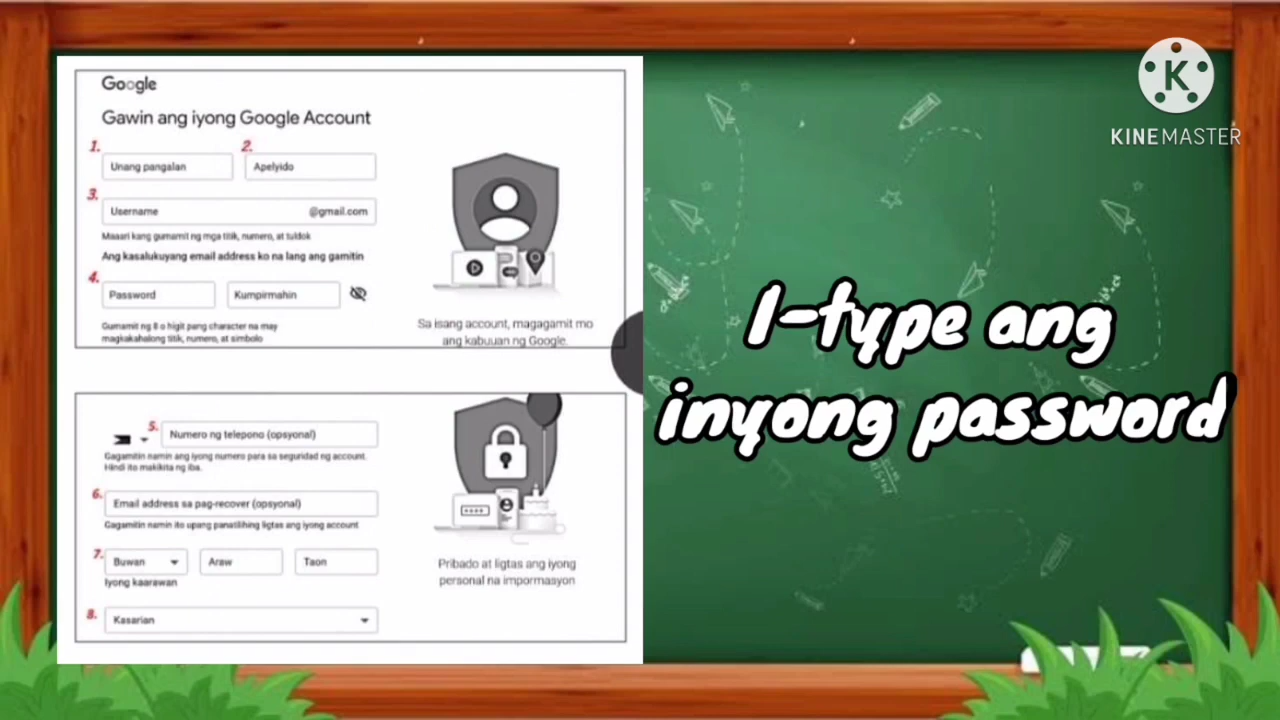 Google
Gawin ang iyong Google Account
1.
2.
Unang pangalan
Apelyido
3.
Username
@gmail.com
Maaari kang gumamit ng mga titik, numero, at tuldok
Ang kasalukuyang email address ko na lang ang gamitin
4.
Password
Kumpirmahin
Gumamit ng 8 o higit pang character na may
magkakahalong titik, numero, at simbolo
Sa isang account, magagamit mo
ang kabuuan ng Google.
5.
Numero ng telepono (opsyonal)
Gagamitin namin ang iyong numero para sa seguridad ng account.
Hindi ito makikita ng iba.
6.
Email address sa pag-recover (opsyonal)
Gagamitin namin ito upang panatilihing ligtas ang iyong account
7.
Buwan
Araw
Taon
Iyong kaarawan
8.
Kasarian
Pribado at ligtas ang iyong
personal na impormasyon
K
KINEMASTER
I-type ang
inyong password